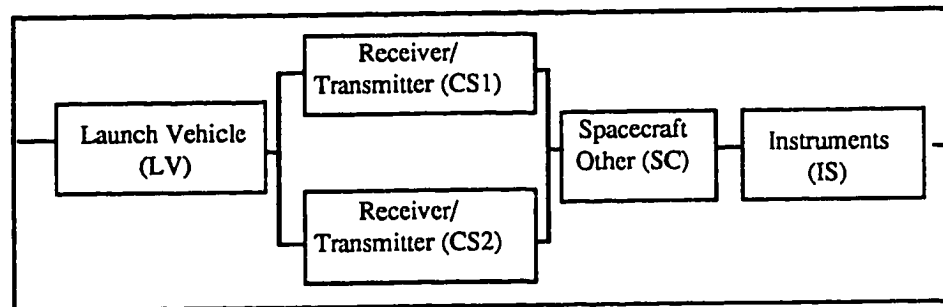 Receiver/
Transmitter (CS1)
Launch Vehicle
(LV)
Spacecraft
Other (SC)
Instruments
(IS)
Receiver/
Transmitter (CS2)